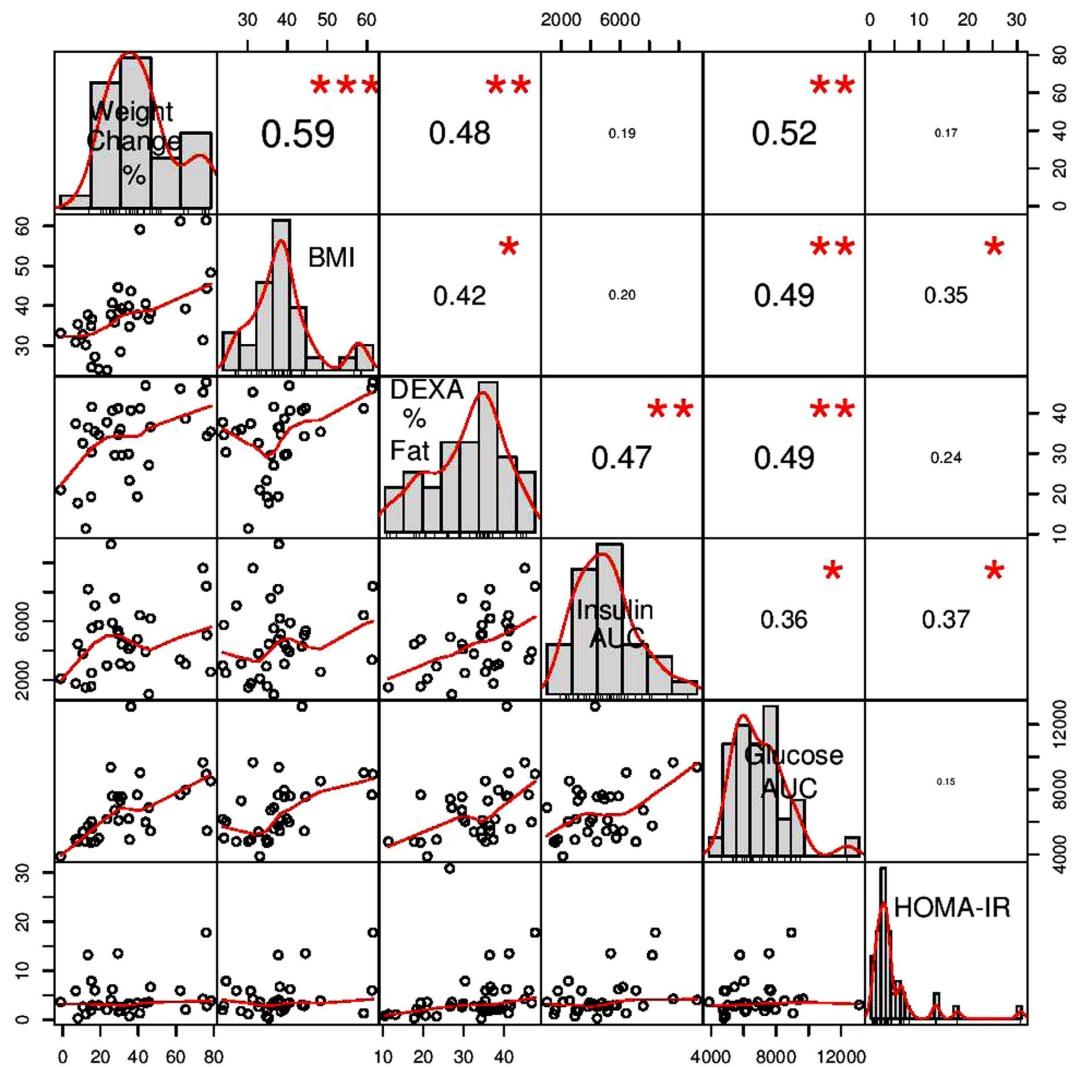 30 40 50 60 2000 6000 0 10 20 30
Weight
Change
%
*** 
0.59
**
0.48
0.19
**
0.52
0.17
0 20 40 60 80
30 40 50 60
BMI
*
0.42
0.20
**
0.49
*
0.35
DEXA
%
Fat
**
0.47
**
0.49
0.24
10 20 30 40
2000 6000
Insulin
AUC
*
0.36
*
0.37
Glucose
AUC
0.15
4000 8000 12000
0 10 20 30
HOMA-IR
0 20 40 60 80 10 20 30 40 4000 8000 12000